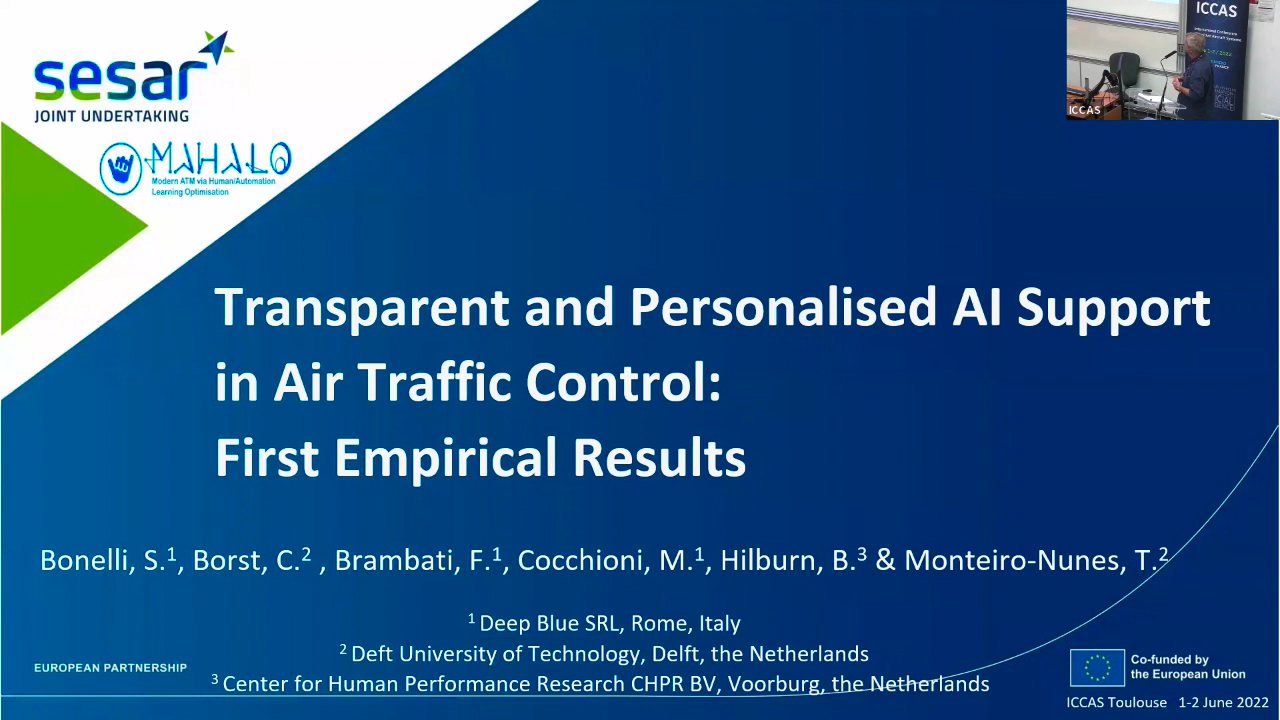 sesar
JOINT UNDERTAKING
MAHALO
Modern ATM via Human/Automation
Learning Optimisation
ICCAS
ICCAS
Transparent and Personalised AI Support
in Air Traffic Control:
First Empirical Results
Bonelli, S.¹, Borst, C.² , Brambati, F.¹, Cocchioni, M.¹, Hilburn, B.³ & Monteiro-Nunes, T.²
¹ Deep Blue SRL, Rome, Italy
² Deft University of Technology, Delft, the Netherlands
³ Center for Human Performance Research CHPR BV, Voorburg, the Netherlands
EUROPEAN PARTNERSHIP
Co-funded by
the European Union
ICCAS Toulouse 1-2 June 2022